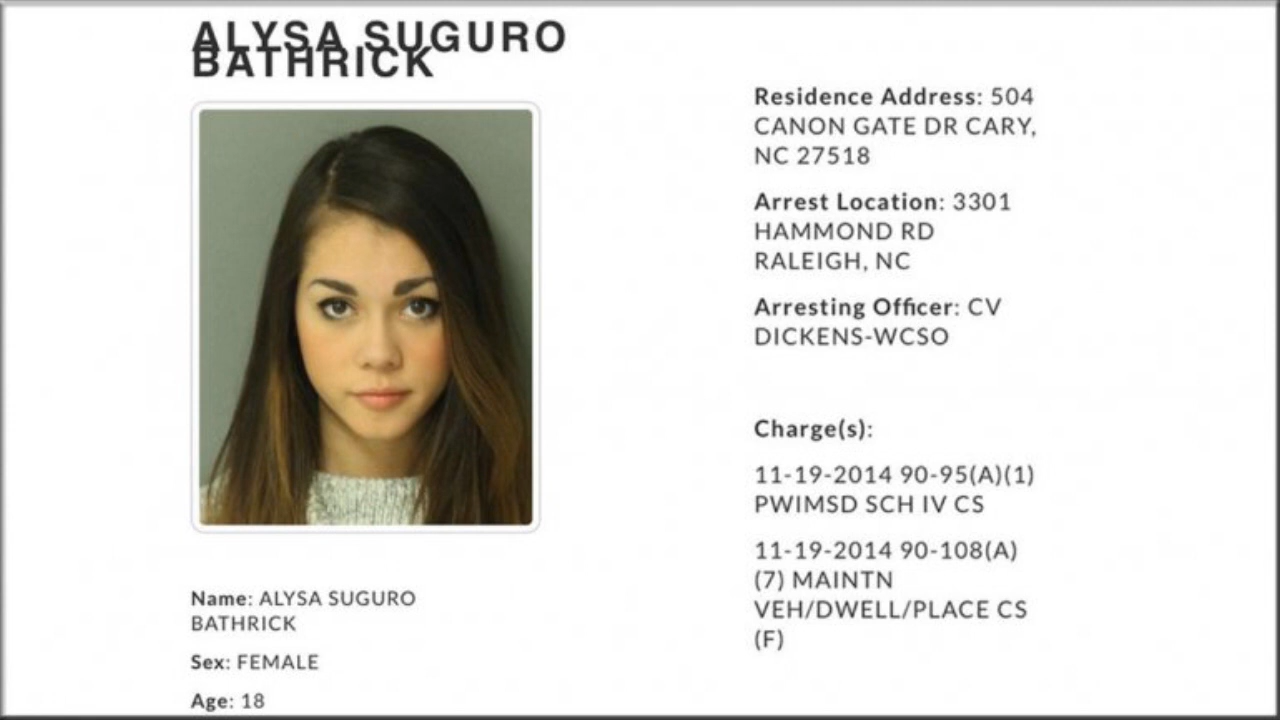 ALYSA SUGURO
BATHRICK
Name: ALYSA SUGURO
BATHRICK
Sex: FEMALE
Age: 18
Residence Address: 504
CANON GATE DR CARY,
NC 27518
Arrest Location: 3301
HAMMOND RD
RALEIGH, NC
Arresting Officer: CV
DICKENS-WCSO
Charge(s):
11-19-2014 90-95(A)(1)
PWIMSD SCH IV CS
11-19-2014 90-108(A)
(7) MAINTN
VEH/DWELL/PLACE CS
(F)